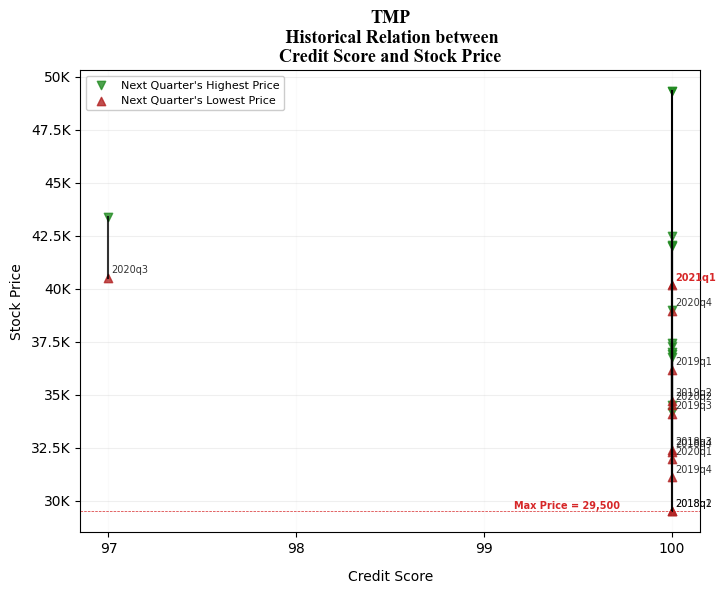 TMP
Historical Relation between
Credit Score and Stock Price
50K
Next Quarter's Highest Price
Next Quarter's Lowest Price
47.5K
45K
42.5K
2020q3
2021q1
40K
2020q4
37.5K
2019q1
35K
2019q2
2020q2
2019q3
32.5K
2018q3
2020q1
2019q4
30K
Max Price = 29,500
97
98
99
100
Credit Score
Stock Price